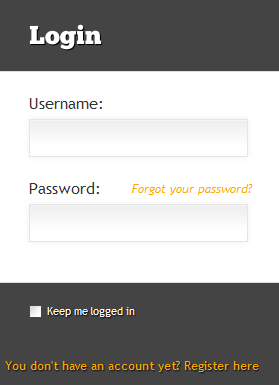 Login
Username:
Password: Forgot your password?
Keep me logged in
You don't have an account yet? Register here